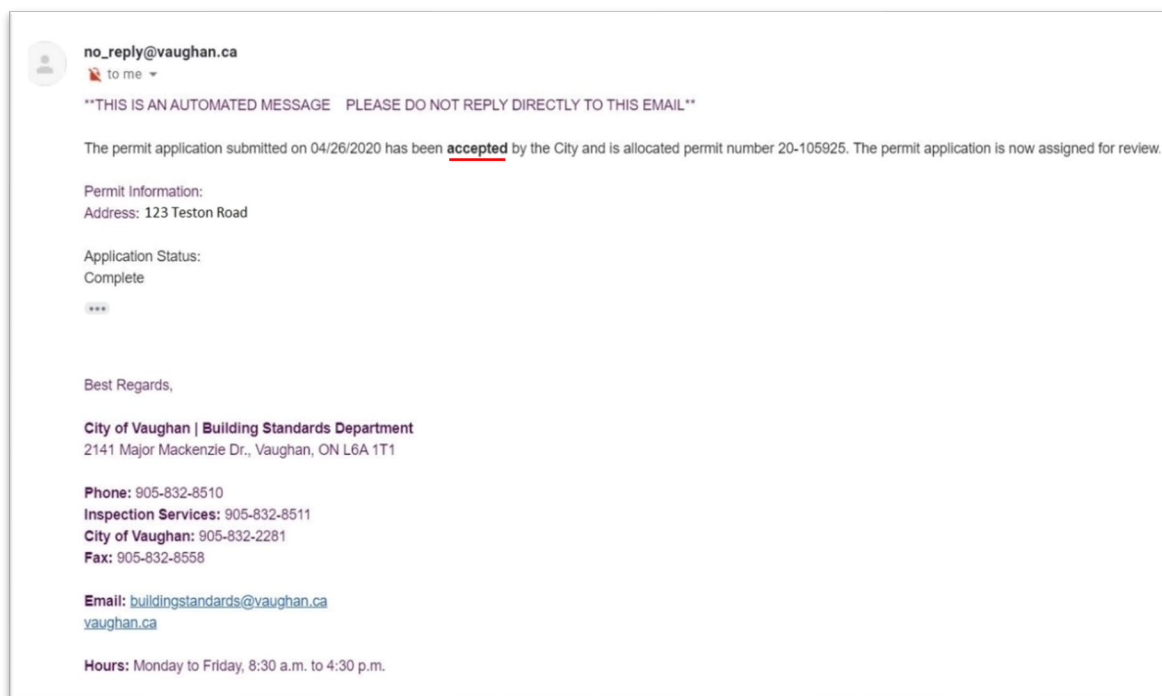 no_reply@vaughan.ca
to me
**THIS IS AN AUTOMATED MESSAGE PLEASE DO NOT REPLY DIRECTLY TO THIS EMAIL**
The permit application submitted on 04/26/2020 has been accepted by the City and is allocated permit number 20-105925. The permit application is now assigned for review.
Permit Information:
Address: 123 Teston Road
Application Status:
Complete
Best Regards,
City of Vaughan | Building Standards Department
2141 Major Mackenzie Dr., Vaughan, ON L6A 1T1
Phone: 905-832-8510
Inspection Services: 905-832-8511
City of Vaughan: 905-832-2281
Fax: 905-832-8558
Email: buildingstandards@vaughan.ca
vaughan.ca
Hours: Monday to Friday, 8:30 a.m. to 4:30 p.m.